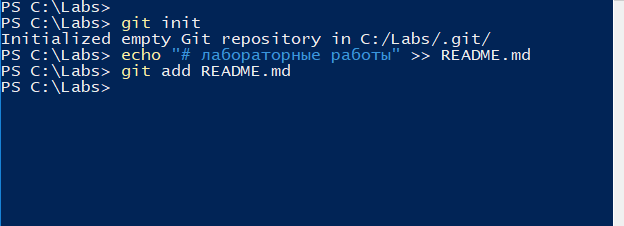 PS C:\Labs>
PS C:\Labs> git init
Initialized empty Git repository in C:/Labs/.git/
PS C:\Labs> echo "# лабораторные работы" >> README.md
PS C:\Labs> git add README.md
PS C:\Labs>